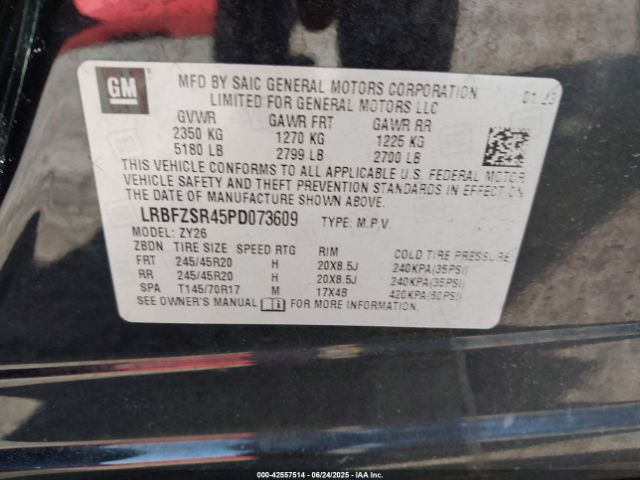 GM
MFD BY SAIC GENERAL MOTORS CORPORATION 01/23
LIMITED FOR GENERAL MOTORS LLC
GVWR GAWR FRT GAWR RR
2350 KG 1270 KG 1225 KG
5180 LB 2799 LB 2700 LB
THIS VEHICLE CONFORMS TO ALL APPLICABLE U.S. FEDERAL MOTOR
VEHICLE SAFETY AND THEFT PREVENTION STANDARDS IN EFFECT ON
THE DATE OF MANUFACTURE SHOWN ABOVE.
LRBFZSR45PD073609 TYPE: M.P.V
MODEL: ZY26
ZBDN TIRE SIZE SPEED RTG RIM COLD TIRE PRESSURE
FRT 245/45R20 H 20X8.5J 240KPA(35PSI)
RR 245/45R20 H 20X8.5J 240KPA(35PSI)
SPA T145/70R17 M 17X4B 420KPA(60PSI)
SEE OWNER'S MANUAL i FOR MORE INFORMATION.
000-42557514 - 06/24/2025 - IAAI Canada Inc.